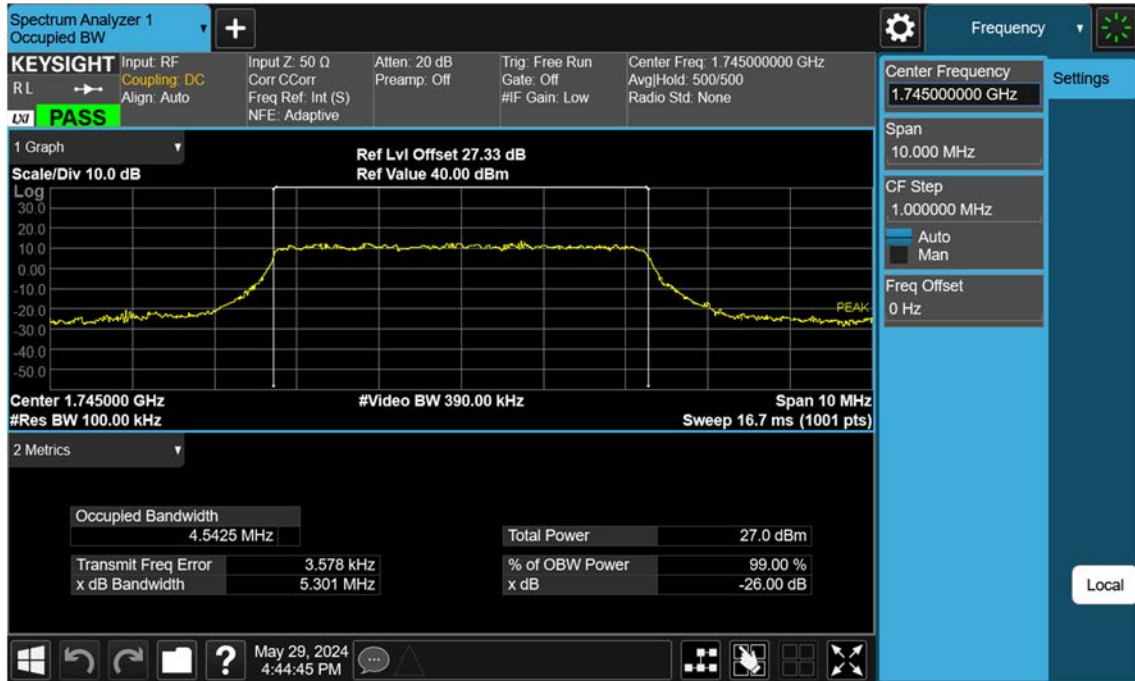 Spectrum Analyzer 1
Occupied BW
Frequency
KEYSIGHT
R L
LXI
PASS
Input: RF
Coupling: DC
Align: Auto
Input Z: 50 Ω
Corr CCorr
Freq Ref: Int (S)
NFE: Adaptive
Atten: 20 dB
Preamp: Off
Trig: Free Run
Gate: Off
#IF Gain: Low
Center Freq: 1.745000000 GHz
Avg|Hold: 500/500
Radio Std: None
Center Frequency
1.745000000 GHz
Settings
Span
10.000 MHz
CF Step
1.000000 MHz
Auto
Man
Freq Offset
0 Hz
Local
1 Graph
Scale/Div 10.0 dB
Ref Lvl Offset 27.33 dB
Ref Value 40.00 dBm
Log
30.0
20.0
10.0
0.00
-10.0
-20.0
-30.0
-40.0
-50.0
PEAK
Center 1.745000 GHz
#Video BW 390.00 kHz
Span 10 MHz
#Res BW 100.00 kHz
Sweep 16.7 ms (1001 pts)
2 Metrics
Occupied Bandwidth
4.5425 MHz
Total Power 27.0 dBm
Transmit Freq Error 3.578 kHz
% of OBW Power 99.00 %
x dB Bandwidth 5.301 MHz
x dB -26.00 dB
?
May 29, 2024
4:44:45 PM